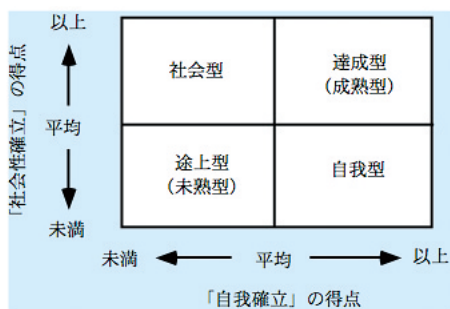 以上
「社会性確立」の得点
平均
未満
社会型
達成型
(成熟型)
途上型
(未熟型)
自我型
未満
平均
以上
「自我確立」の得点